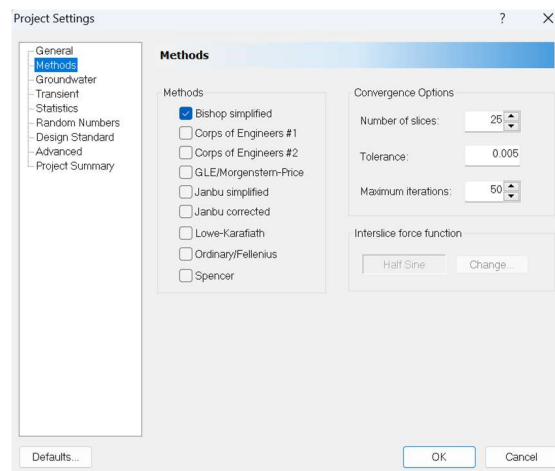 Project Settings
?
General
Methods
Groundwater
Transient
Statistics
Random Numbers
Design Standard
Advanced
Project Summary
Methods
Methods
Bishop simplified
Corps of Engineers #1
Corps of Engineers #2
GLE/Morgenstern-Price
Janbu simplified
Janbu corrected
Lowe-Karafiath
Ordinary/Fellenius
Spencer
Convergence Options
Number of slices: 25
Tolerance: 0.005
Maximum iterations: 50
Interslice force function
Half Sine Change...
Defaults... OK Cancel